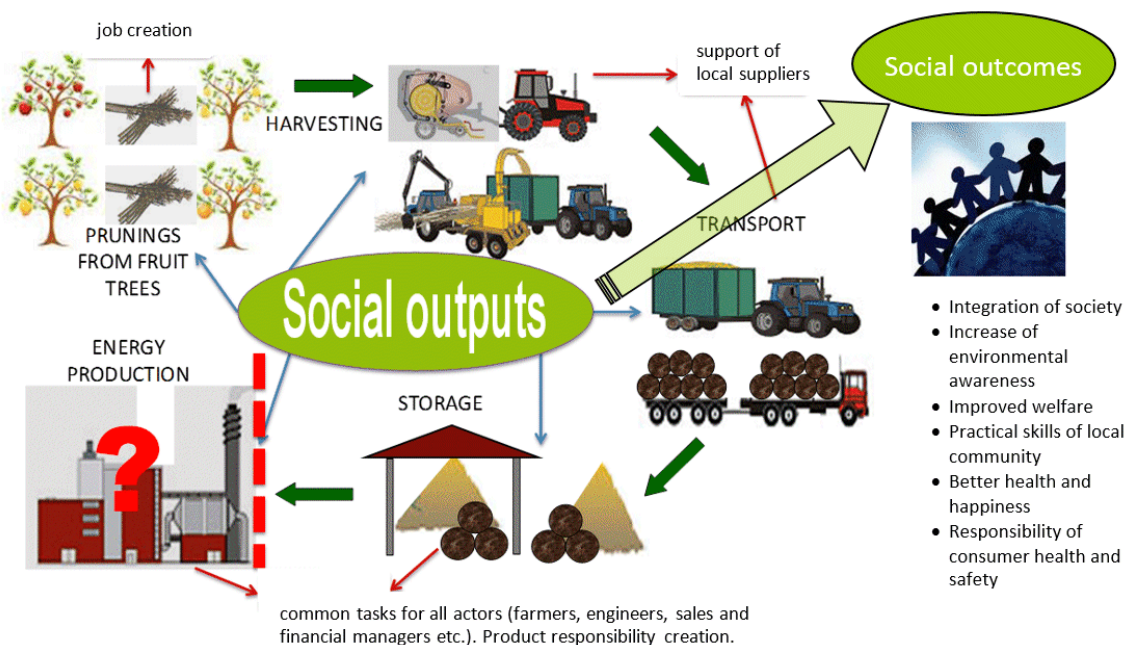 job creation
support of
local suppliers
Social outcomes
HARVESTING
PRUNINGS
FROM FRUIT
TREES
TRANSPORT
Social outputs
ENERGY
PRODUCTION
?
STORAGE
• Integration of society
• Increase of
environmental
awareness
• Improved welfare
• Practical skills of local
community
• Better health and
happiness
• Responsibility of
consumer health and
safety
common tasks for all actors (farmers, engineers, sales and
financial managers etc.). Product responsibility creation.